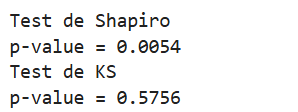 Test de Shapiro
p-value = 0.0054
Test de KS
p-value = 0.5756